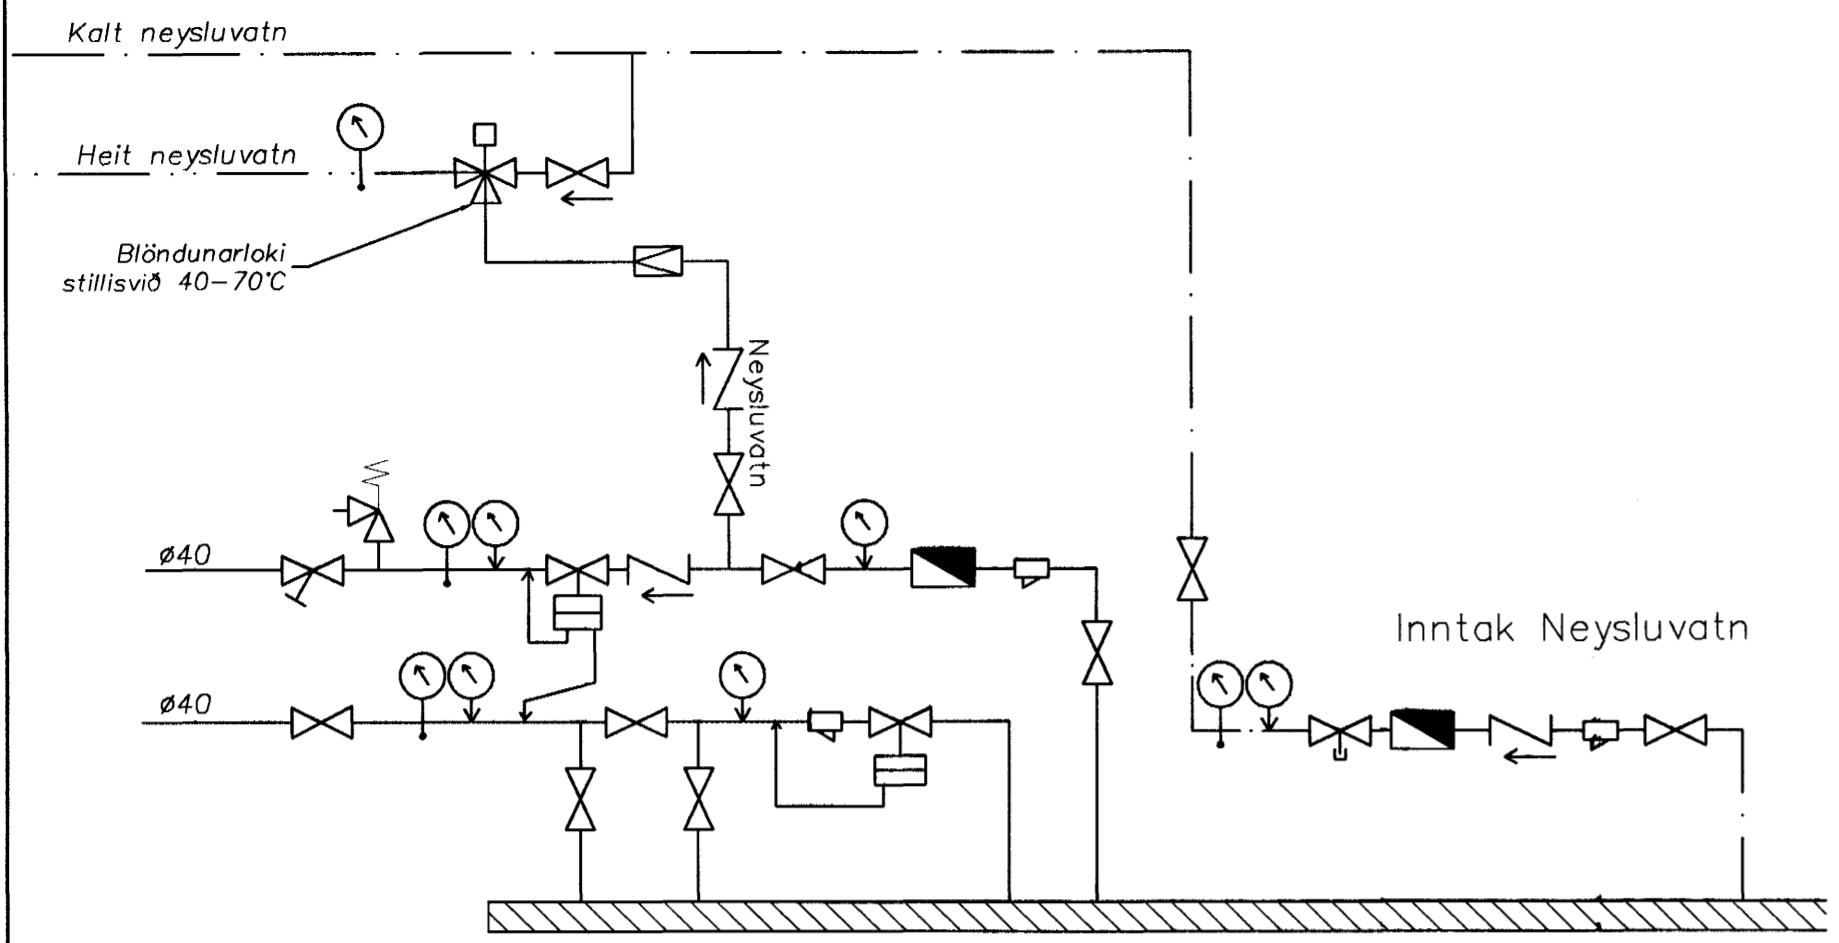 Kalt neysluvatn
Heit neysluvatn
Blöndunarloki
stillisvið 40-70°C
Neysluvatn
ø40
Inntak Neysluvatn
ø40